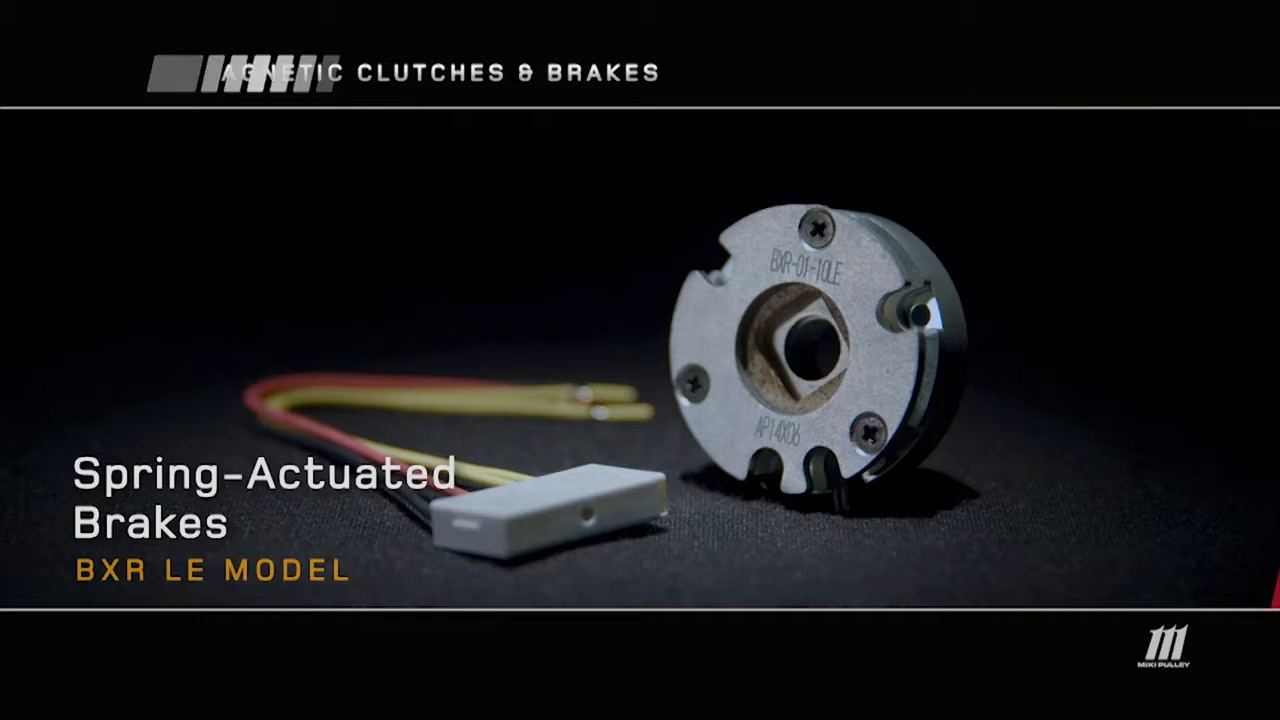 AGNETIC CLUTCHES & BRAKES
BXR-01-10LE
AP14X06
Spring-Actuated
Brakes
BXR LE MODEL
MIKI PULLEY